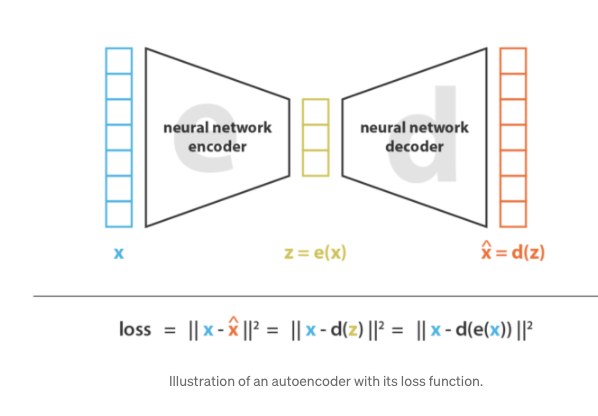 e
d
neural network
encoder
neural network
decoder
x
z = e(x)
x̂ = d(z)
loss = || x - x̂ ||² = || x - d(z) ||² = || x - d(e(x)) ||²
Illustration of an autoencoder with its loss function.